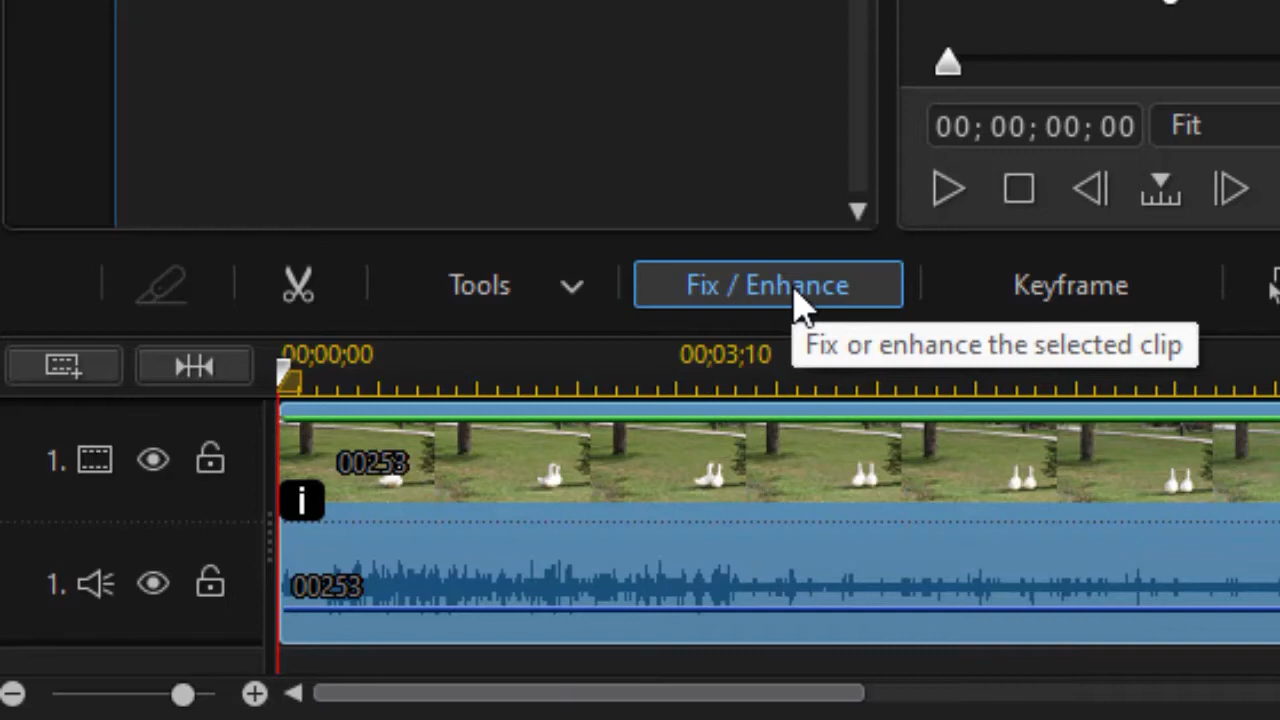 00; 00; 00; 00 Fit
Tools Fix / Enhance Keyframe
Fix or enhance the selected clip
00;00;00 00;03;10
1. 00253
i
1. 00253